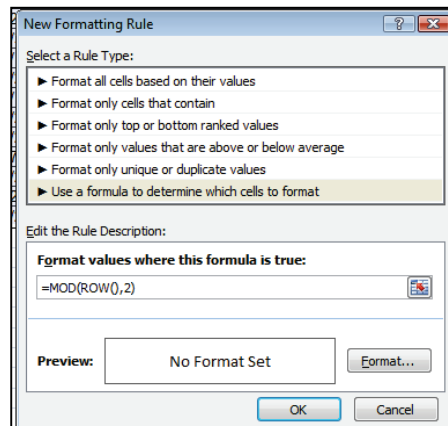 New Formatting Rule
Select a Rule Type:
► Format all cells based on their values
► Format only cells that contain
► Format only top or bottom ranked values
► Format only values that are above or below average
► Format only unique or duplicate values
► Use a formula to determine which cells to format
Edit the Rule Description:
Format values where this formula is true:
=MOD(ROW(),2)
Preview: No Format Set Format...
OK Cancel